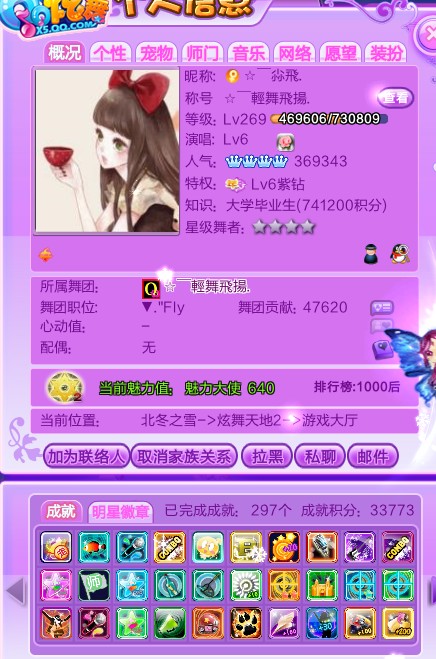 炫舞
X5.QQ.COM
个人信息
概况 个性 宠物 师门 音乐 网络 愿望 装扮
昵称: ☆￣尛飛.
称号 ☆￣輕舞飛揚. 查看
等级: Lv269 469606/730809
演唱: Lv6
人气: 369343
特权: Lv6紫钻
知识: 大学毕业生(741200积分)
星级舞者:
所属舞团: Q ☆￣輕舞飛揚.
舞团职位: ▼."Fly 舞团贡献: 47620
心动值: –
配偶: 无
2 当前魅力值: 魅力大使 640 排行榜:1000后
当前位置: 北冬之雪->炫舞天地2->游戏大厅
加为联络人 取消家族关系 拉黑 私聊 邮件
成就 明星徽章 已完成成就: 297个 成就积分: 33773
COMBO COMBO
师
+100 +30 +100 +200